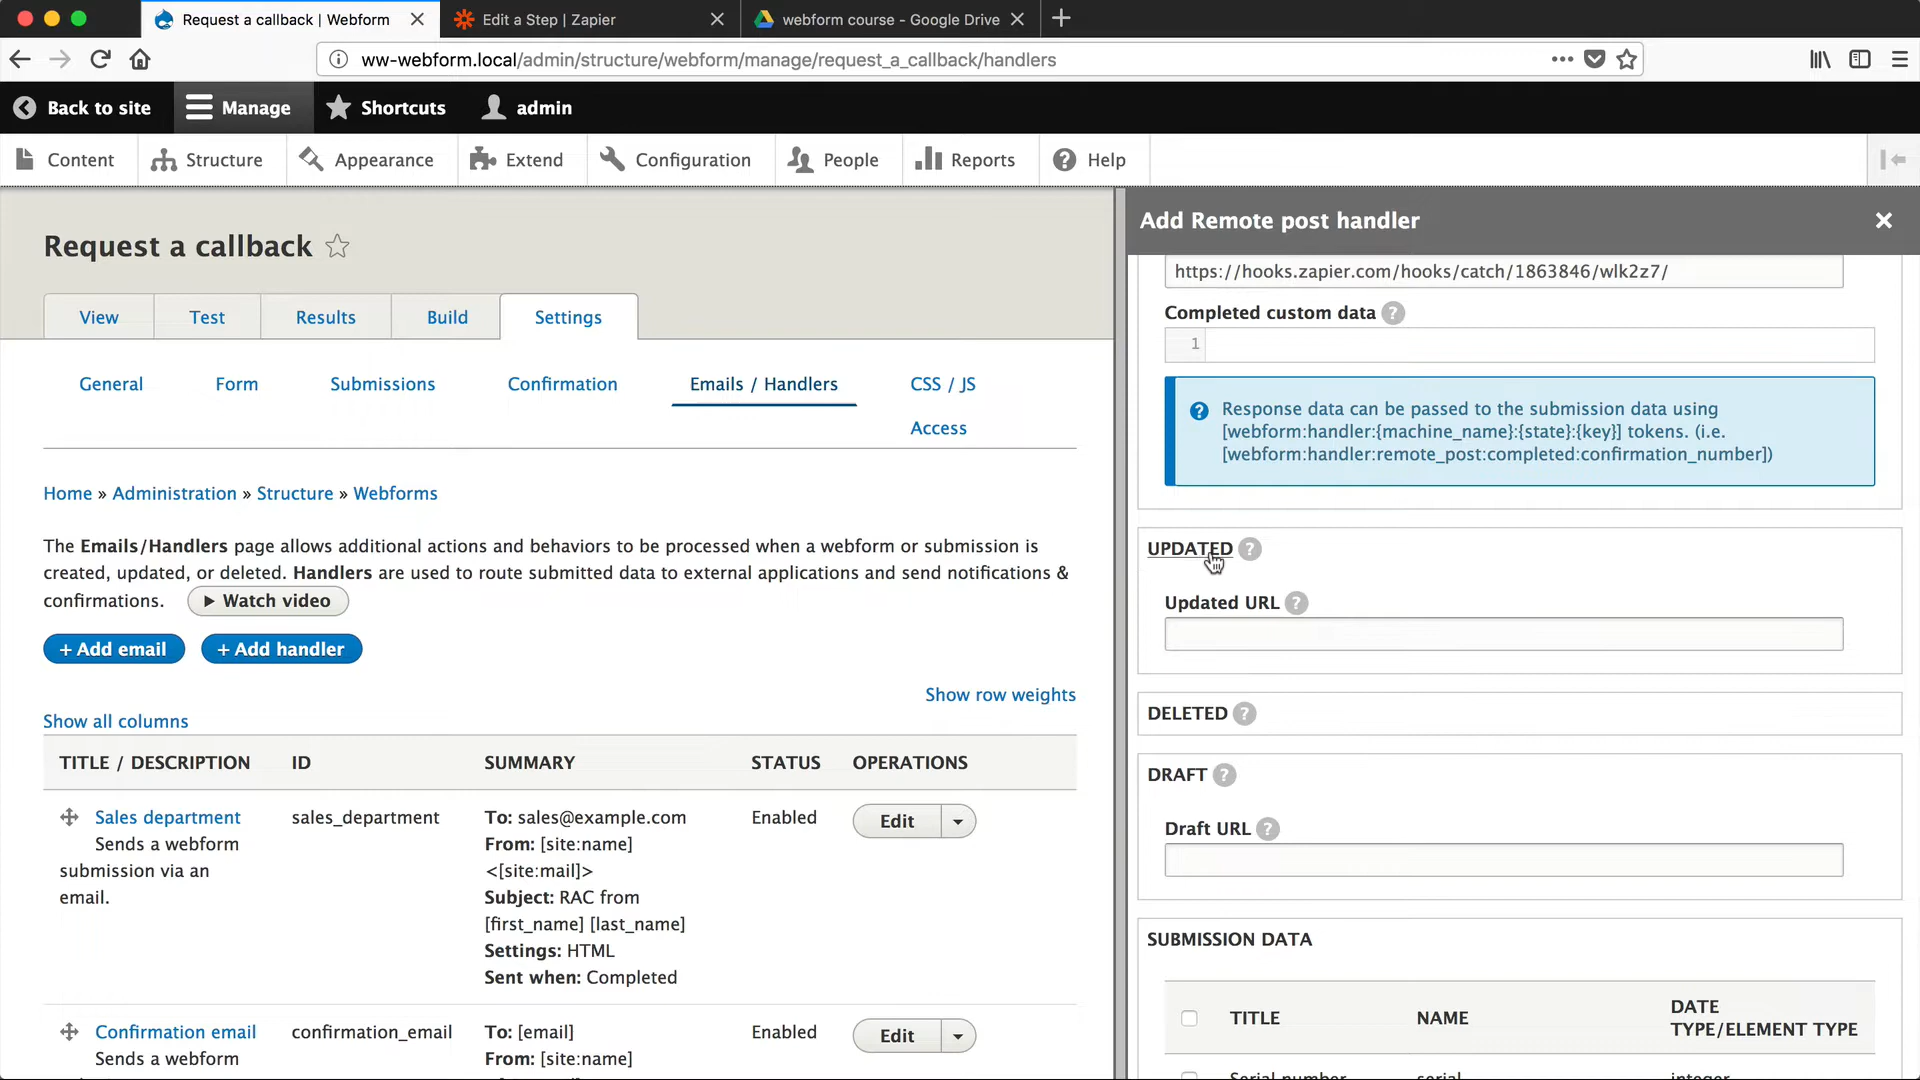 Request a callback | Webform
Edit a Step | Zapier
webform course - Google Drive
ww-webform.local/admin/structure/webform/manage/request_a_callback/handlers
Back to site
Manage
Shortcuts
admin
Content
Structure
Appearance
Extend
Configuration
People
Reports
Help
Request a callback
View
Test
Results
Build
Settings
General
Form
Submissions
Confirmation
Emails / Handlers
CSS / JS
Access
Home » Administration » Structure » Webforms
The Emails/Handlers page allows additional actions and behaviors to be processed when a webform or submission is
created, updated, or deleted. Handlers are used to route submitted data to external applications and send notifications &
confirmations. Watch video
+ Add email
+ Add handler
Show row weights
Show all columns
TITLE / DESCRIPTION ID SUMMARY STATUS OPERATIONS
Sales department sales_department To: sales@example.com Enabled Edit
Sends a webform From: [site:name]
submission via an <[site:mail]>
email. Subject: RAC from
[first_name] [last_name]
Settings: HTML
Sent when: Completed
Confirmation email confirmation_email To: [email] Enabled Edit
Sends a webform From: [site:name]
Add Remote post handler
https://hooks.zapier.com/hooks/catch/1863846/wlk2z7/
Completed custom data ?
1
? Response data can be passed to the submission data using
[webform:handler:{machine_name}:{state}:{key}] tokens. (i.e.
[webform:handler:remote_post:completed:confirmation_number])
UPDATED ?
Updated URL ?
DELETED ?
DRAFT ?
Draft URL ?
SUBMISSION DATA
TITLE NAME DATE
TYPE/ELEMENT TYPE
Serial number serial integer